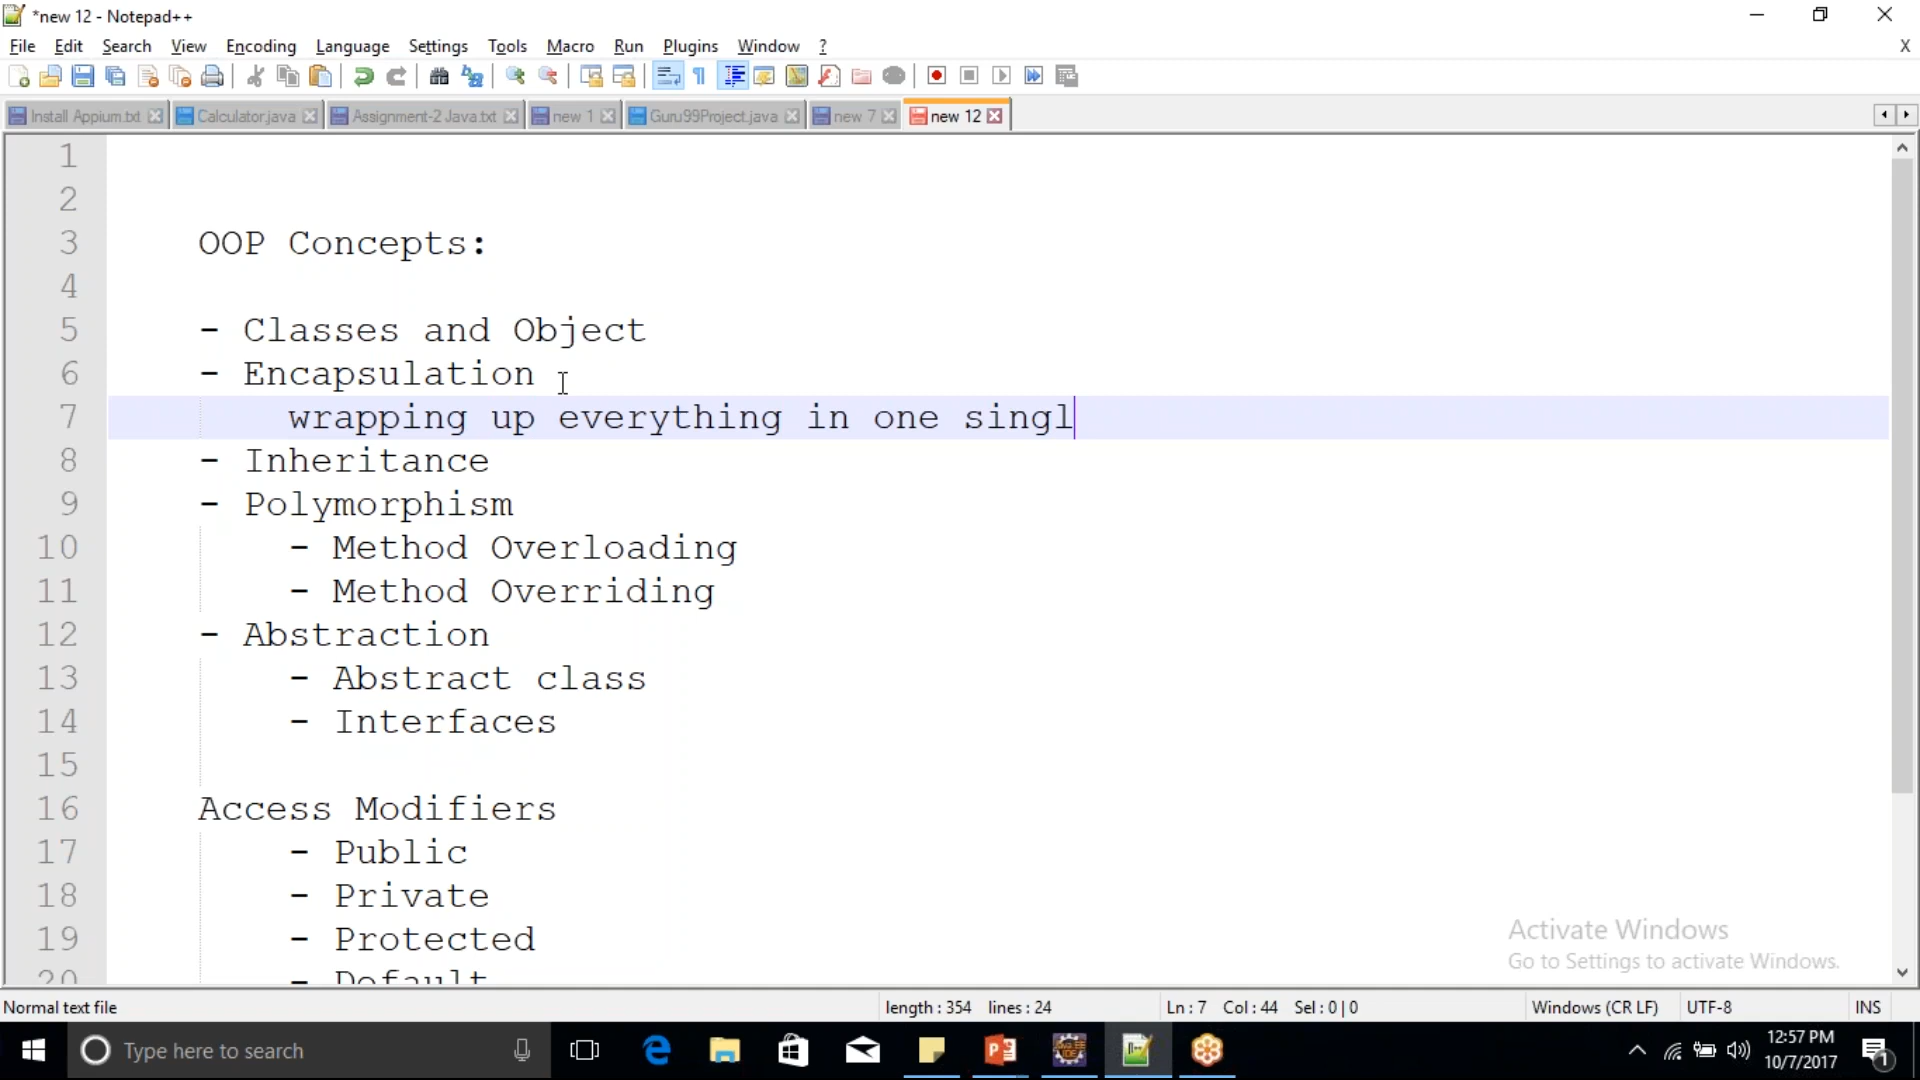 *new 12 - Notepad++
File Edit Search View Encoding Language Settings Tools Macro Run Plugins Window ? X
Install Appium.txt Calculator.java Assignment-2 Java.txt new 1 Guru99Project.java new 7 new 12
1
2
3 OOP Concepts:
4
5 - Classes and Object
6 - Encapsulation
7 wrapping up everything in one singl
8 - Inheritance
9 - Polymorphism
10 - Method Overloading
11 - Method Overriding
12 - Abstraction
13 - Abstract class
14 - Interfaces
15
16 Access Modifiers
17 - Public
18 - Private
19 - Protected
20 - Default
Activate Windows
Go to Settings to activate Windows.
Normal text file length : 354 lines : 24 Ln : 7 Col : 44 Sel : 0 | 0 Windows (CR LF) UTF-8 INS
Type here to search
12:57 PM
10/7/2017
1